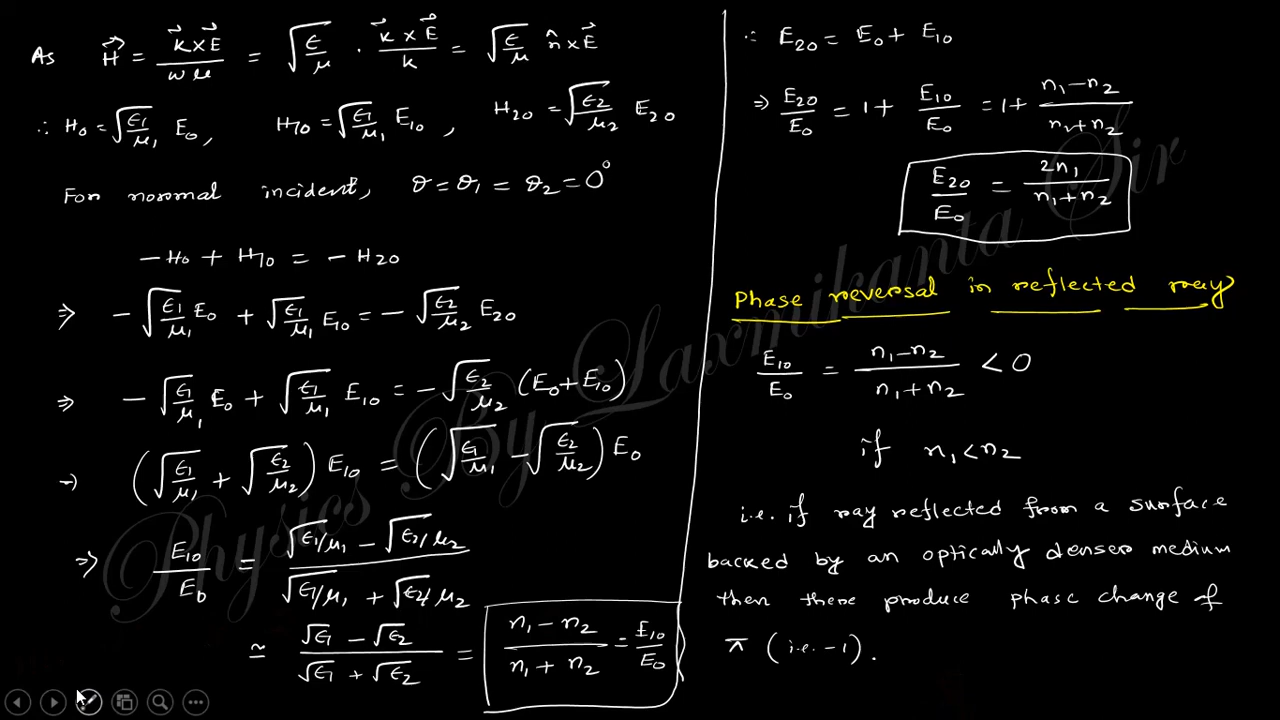 As H⃗ = k⃗ × E⃗ / ωμ = √(ϵ/μ) · k⃗ × E⃗ / k = √(ϵ/μ) n̂ × E⃗
∴ H₀ = √(ϵ₁/μ₁) E₀, H₁₀ = √(ϵ₁/μ₁) E₁₀, H₂₀ = √(ϵ₂/μ₂) E₂₀
For normal incident, θ = θ₁ = θ₂ = 0°
−H₀ + H₁₀ = −H₂₀
⇒ −√(ϵ₁/μ₁) E₀ + √(ϵ₁/μ₁) E₁₀ = −√(ϵ₂/μ₂) E₂₀
⇒ −√(ϵ₁/μ₁) E₀ + √(ϵ₁/μ₁) E₁₀ = −√(ϵ₂/μ₂) (E₀ + E₁₀)
→ (√(ϵ₁/μ₁) + √(ϵ₂/μ₂)) E₁₀ = (√(ϵ₁/μ₁) − √(ϵ₂/μ₂)) E₀
⇒ E₁₀/E₀ = (√(ϵ₁/μ₁) − √(ϵ₂/μ₂)) / (√(ϵ₁/μ₁) + √(ϵ₂/μ₂))
≃ (√ϵ₁ − √ϵ₂) / (√ϵ₁ + √ϵ₂) = (n₁ − n₂) / (n₁ + n₂) = E₁₀/E₀
∴ E₂₀ = E₀ + E₁₀
⇒ E₂₀/E₀ = 1 + E₁₀/E₀ = 1 + (n₁ − n₂) / (n₁ + n₂)
E₂₀/E₀ = 2n₁ / (n₁ + n₂)
Phase reversal in reflected ray
E₁₀/E₀ = (n₁ − n₂) / (n₁ + n₂) < 0
if n₁ < n₂
i.e. if ray reflected from a surface
backed by an optically denser medium
then there produce phase change of
π (i.e. −1).
Physics By Laxmikanta Sir